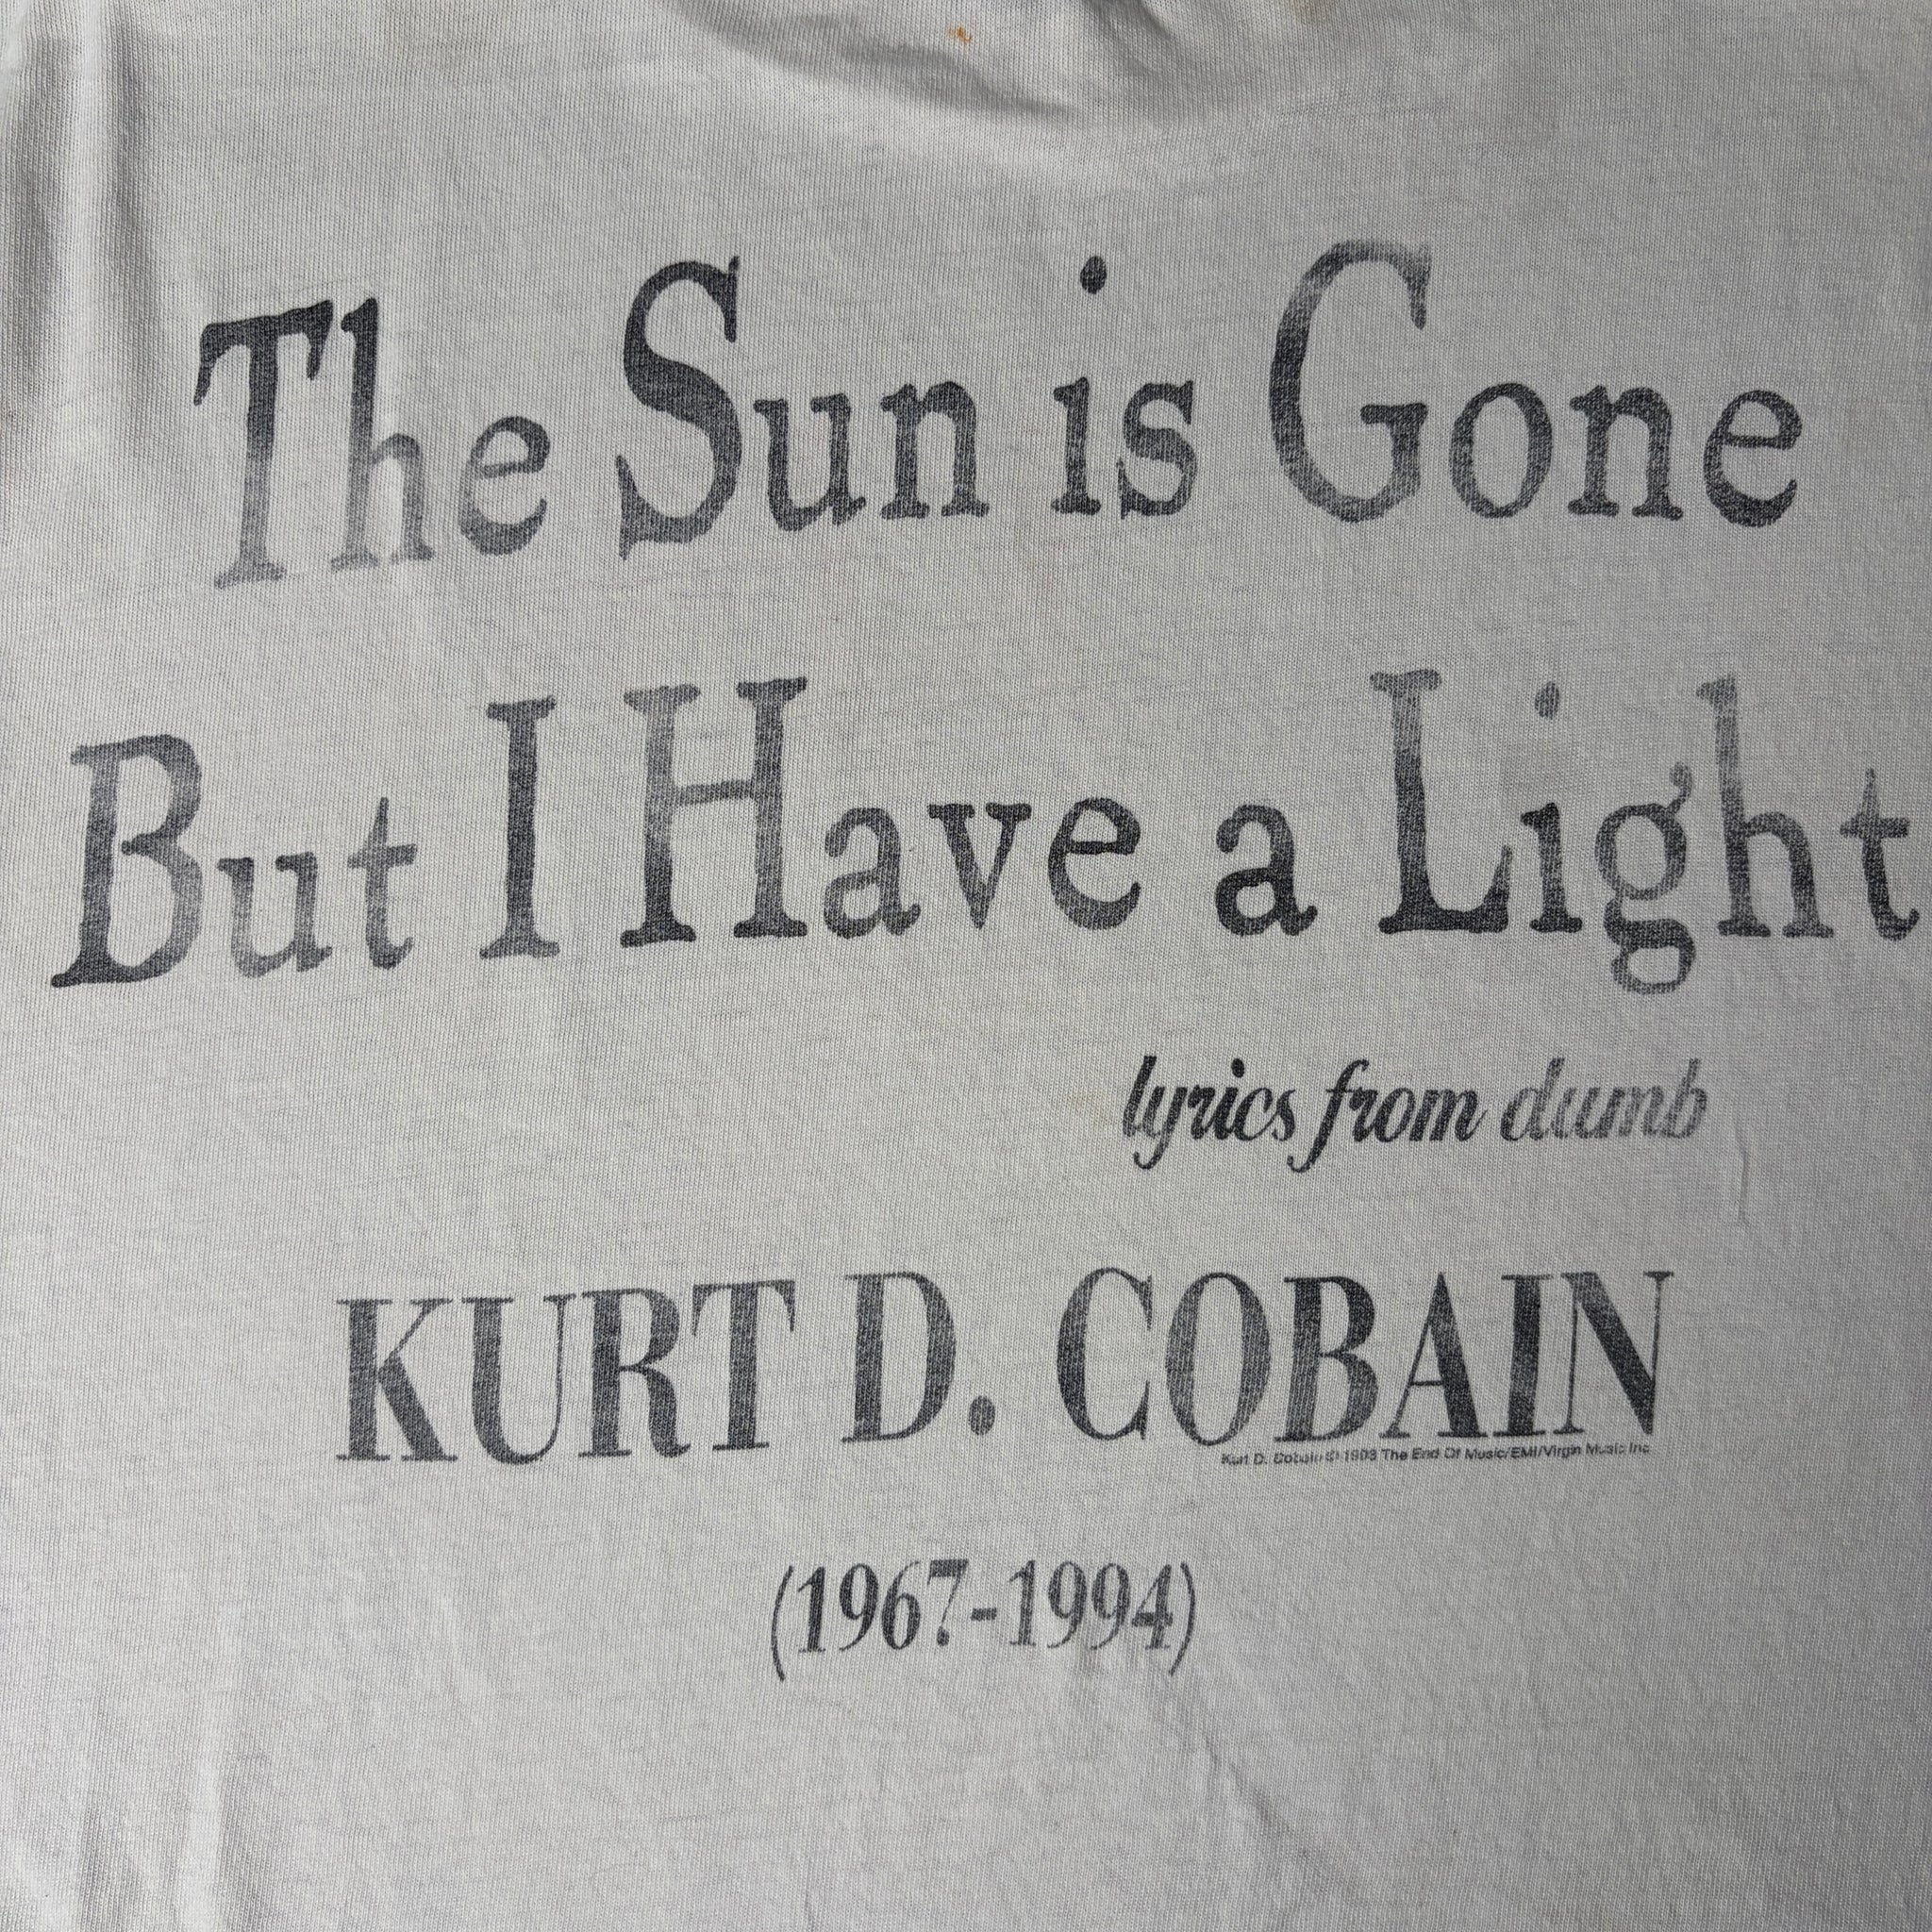 The Sun is Gone
But I Have a Light
lyrics from dumb
KURT D. COBAIN
Kurt D. Cobain © 1993 The End Of Music/EMI/Virgin Music Inc
(1967-1994)